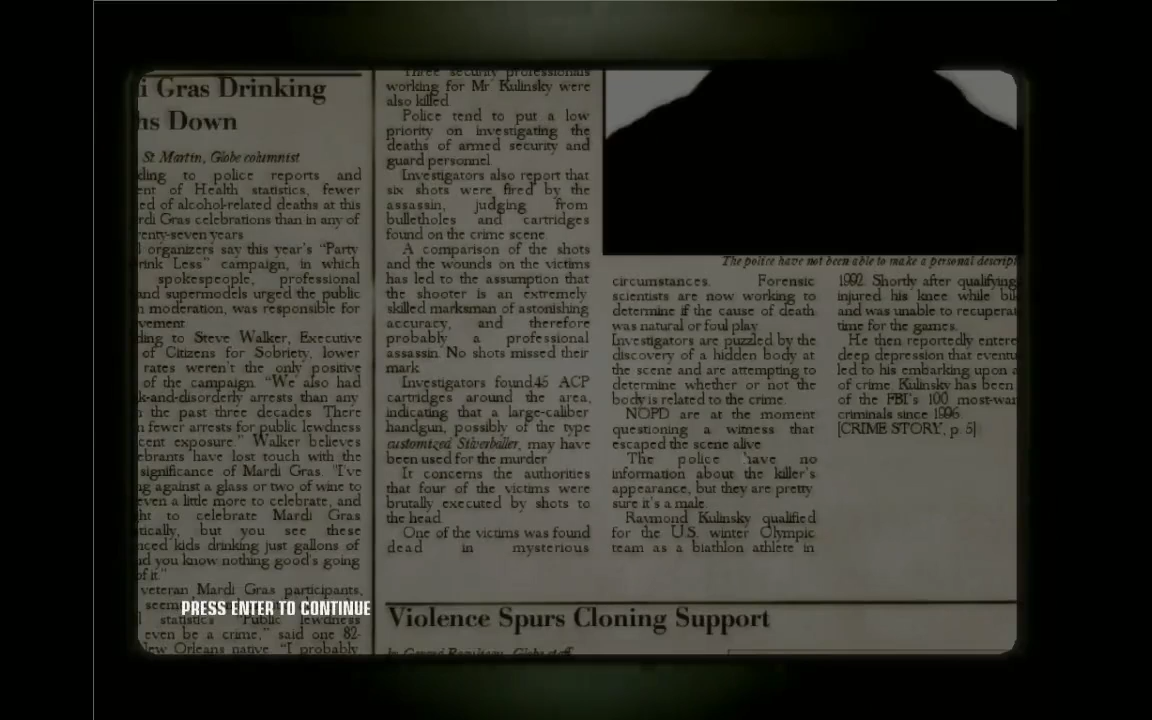 i Gras Drinking
hs Down
St Martin, Globe columnist
ding to police reports and
ent of Health statistics, fewer
ed of alcohol-related deaths at this
rdi Gras celebrations than in any of
enty-seven years
l organizers say this year's "Party
rink Less" campaign, in which
spokespeople, professional
and supermodels urged the public
n moderation, was responsible for
vement
ding to Steve Walker, Executive
of Citizens for Sobriety, lower
rates weren't the only positive
of the campaign. "We also had
k-and-disorderly arrests than any
n the past three decades There
n fewer arrests for public lewdness
cent exposure." Walker believes
ebrants have lost touch with the
significance of Mardi Gras. "I've
ng against a glass or two of wine to
even a little more to celebrate, and
ht to celebrate Mardi Gras
tically, but you see these
nced kids drinking just gallons of
nd you know nothing good's going
of it."
veteran Mardi Gras participants,
seem
l statistics "Public lewdness
even be a crime," said one 82-
New Orleans native "I probably
PRESS ENTER TO CONTINUE
Three security professionals
working for Mr Kulinsky were
also killed
Police tend to put a low
priority on investigating the
deaths of armed security and
guard personnel
Investigators also report that
six shots were fired by the
assassin, judging from
bulletholes and cartridges
found on the crime scene.
A comparison of the shots
and the wounds on the victims
has led to the assumption that
the shooter is an extremely
skilled marksman of astonishing
accuracy, and therefore
probably a professional
assassin. No shots missed their
mark
Investigators found.45 ACP
cartridges around the area,
indicating that a large-caliber
handgun, possibly of the type
customized Silverballer, may have
been used for the murder
It concerns the authorities
that four of the victims were
brutally executed by shots to
the head.
One of the victims was found
dead in mysterious
The police have not been able to make a personal descript
circumstances. Forensic
scientists are now working to
determine if the cause of death
was natural or foul play
Investigators are puzzled by the
discovery of a hidden body at
the scene and are attempting to
determine whether or not the
body is related to the crime.
NOPD are at the moment
questioning a witness that
escaped the scene alive
The police have no
information about the killer's
appearance, but they are pretty
sure it's a male.
Raymond Kulinsky qualified
for the U.S. winter Olympic
team as a biathlon athlete in
1992. Shortly after qualifying
injured his knee while bik
and was unable to recuperat
time for the games.
He then reportedly entere
deep depression that eventu
led to his embarking upon a
of crime. Kulinsky has been
of the FBI's 100 most-wan
criminals since 1996
[CRIME STORY, p. 5]
Violence Spurs Cloning Support